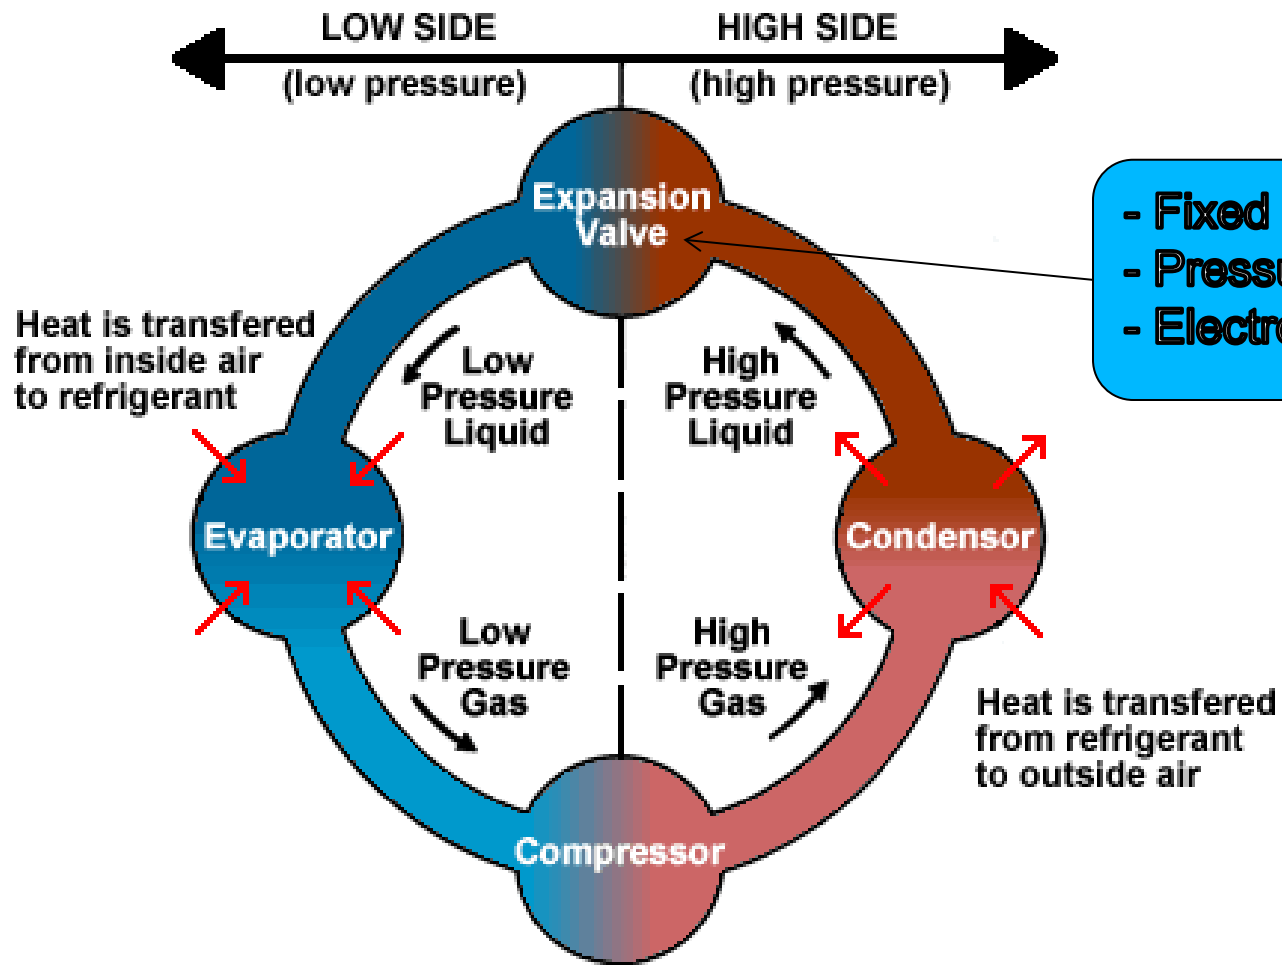 LOW SIDE
(low pressure)
HIGH SIDE
(high pressure)
Expansion
Valve
- Fixed
- Pressu
- Electro
Heat is transfered
from inside air
to refrigerant
Low
Pressure
Liquid
High
Pressure
Liquid
Evaporator
Condensor
Low
Pressure
Gas
High
Pressure
Gas
Heat is transfered
from refrigerant
to outside air
Compressor